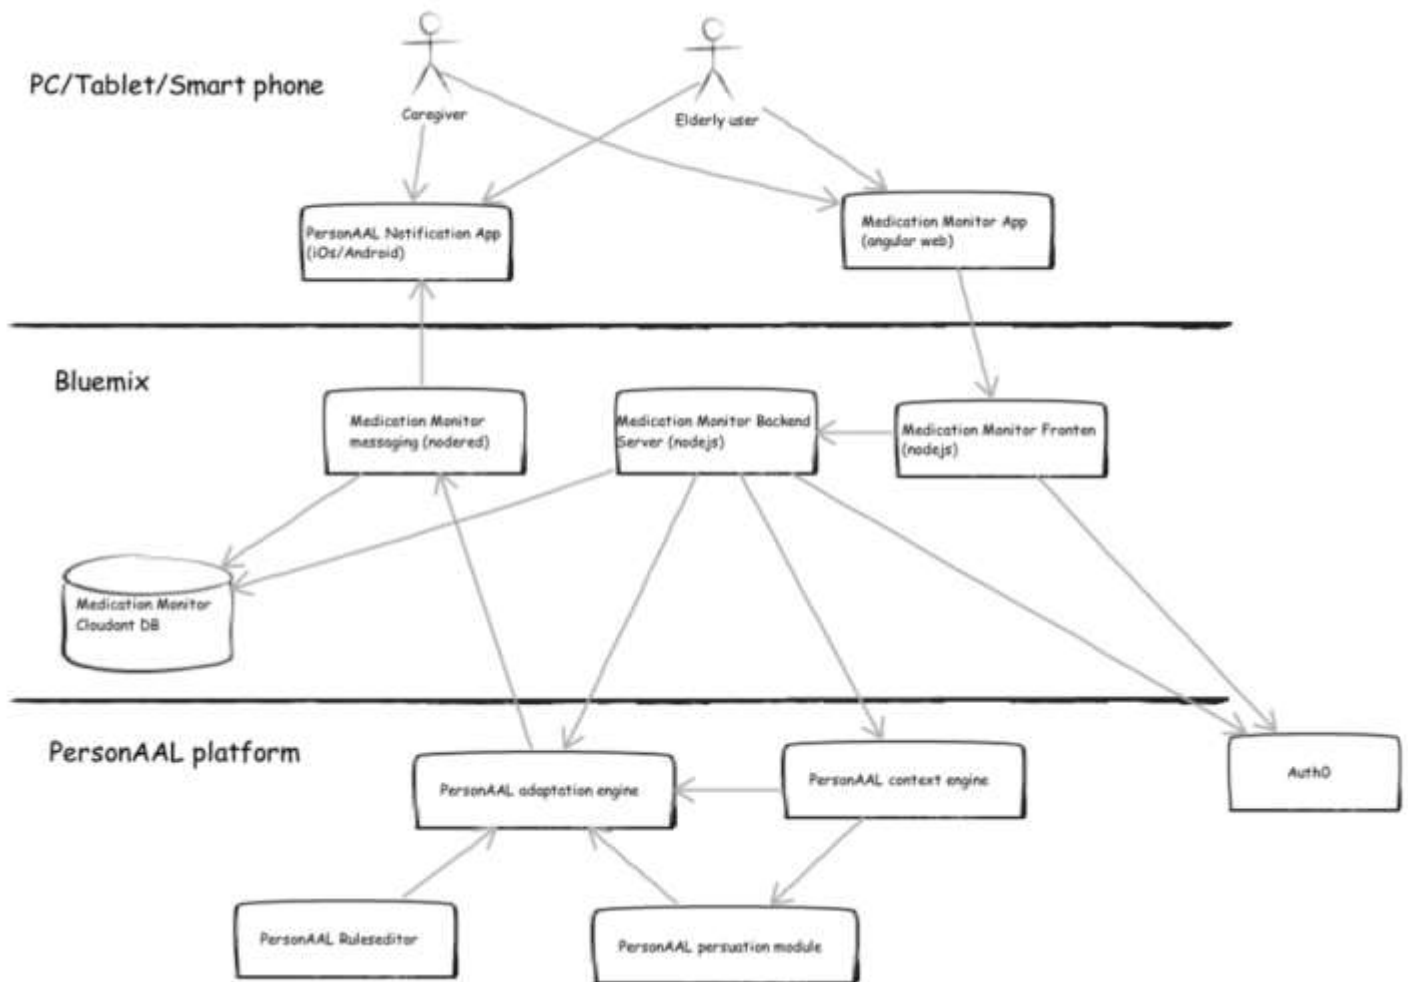 PC/Tablet/Smart phone
Caregiver
Elderly user
PersonAAL Notification App
(iOs/Android)
Medication Monitor App
(angular web)
Bluemix
Medication Monitor
messaging (nodered)
Medication Monitor Backend
Server (nodejs)
Medication Monitor Fronten
(nodejs)
Medication Monitor
Cloudant DB
PersonAAL platform
PersonAAL adaptation engine
PersonAAL context engine
Auth0
PersonAAL Ruleseditor
PersonAAL persuation module